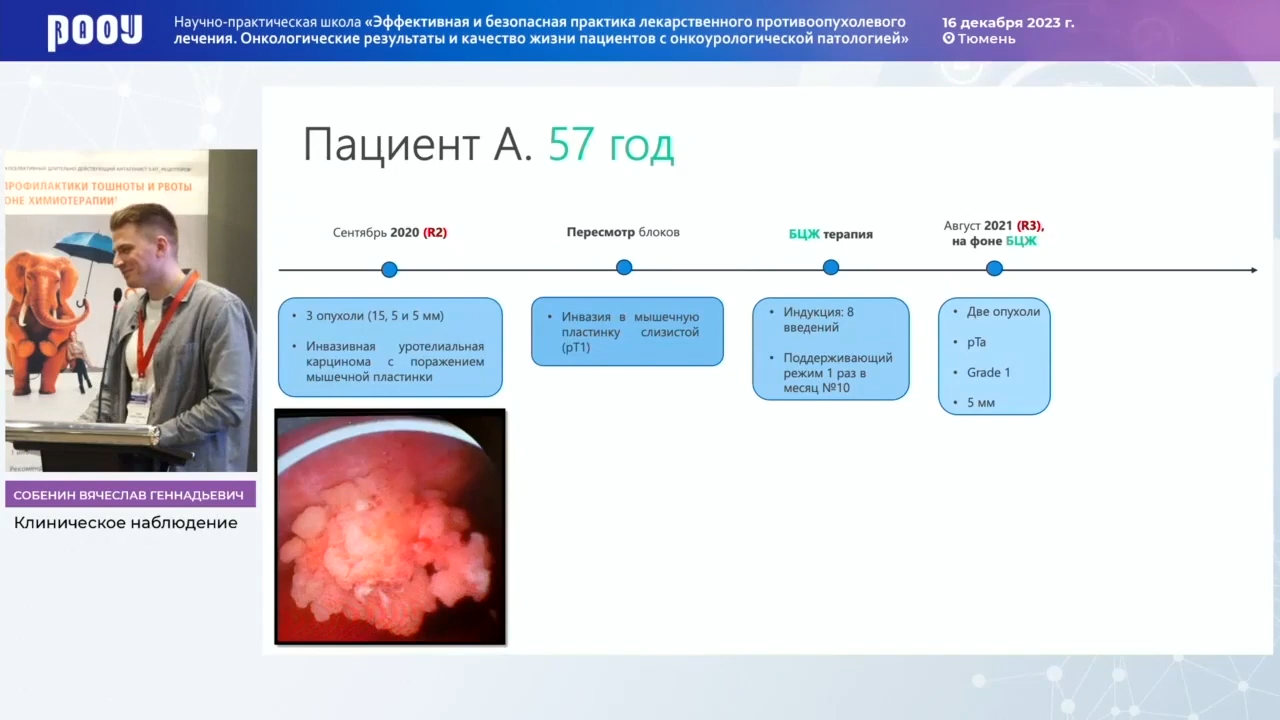 РООУ
RAOU
Научно-практическая школа «Эффективная и безопасная практика лекарственного противоопухолевого
лечения. Онкологические результаты и качество жизни пациентов с онкоурологической патологией»
16 декабря 2023 г.
Тюмень
ПРОФИЛАКТИКИ ТОШНОТЫ И РВОТЫ
ОНЕ ХИМИОТЕРАПИИ¹
СОБЕНИН ВЯЧЕСЛАВ ГЕННАДЬЕВИЧ
Клиническое наблюдение
Пациент А. 57 год
Сентябрь 2020 (R2)
• 3 опухоли (15, 5 и 5 мм)
• Инвазивная уротелиальная
карцинома с поражением
мышечной пластинки
Пересмотр блоков
• Инвазия в мышечную
пластинку слизистой
(pT1)
БЦЖ терапия
• Индукция: 8
введений
• Поддерживающий
режим 1 раз в
месяц №10
Август 2021 (R3),
на фоне БЦЖ
• Две опухоли
• pTa
• Grade 1
• 5 мм